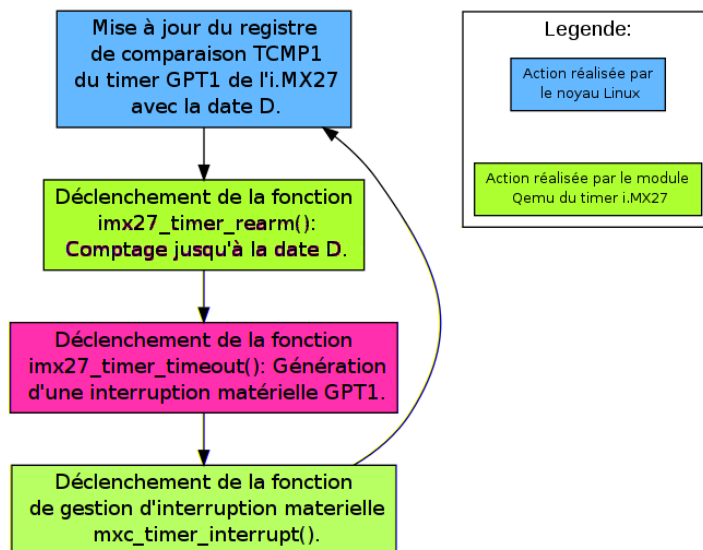 Mise à jour du registre
de comparaison TCMP1
du timer GPT1 de l'i.MX27
avec la date D.
Déclenchement de la fonction
imx27_timer_rearm():
Comptage jusqu'à la date D.
Déclenchement de la fonction
imx27_timer_timeout(): Génération
d'une interruption matérielle GPT1.
Déclenchement de la fonction
de gestion d'interruption materielle
mxc_timer_interrupt().
Legende:
Action réalisée par
le noyau Linux
Action réalisée par le module
Qemu du timer i.MX27